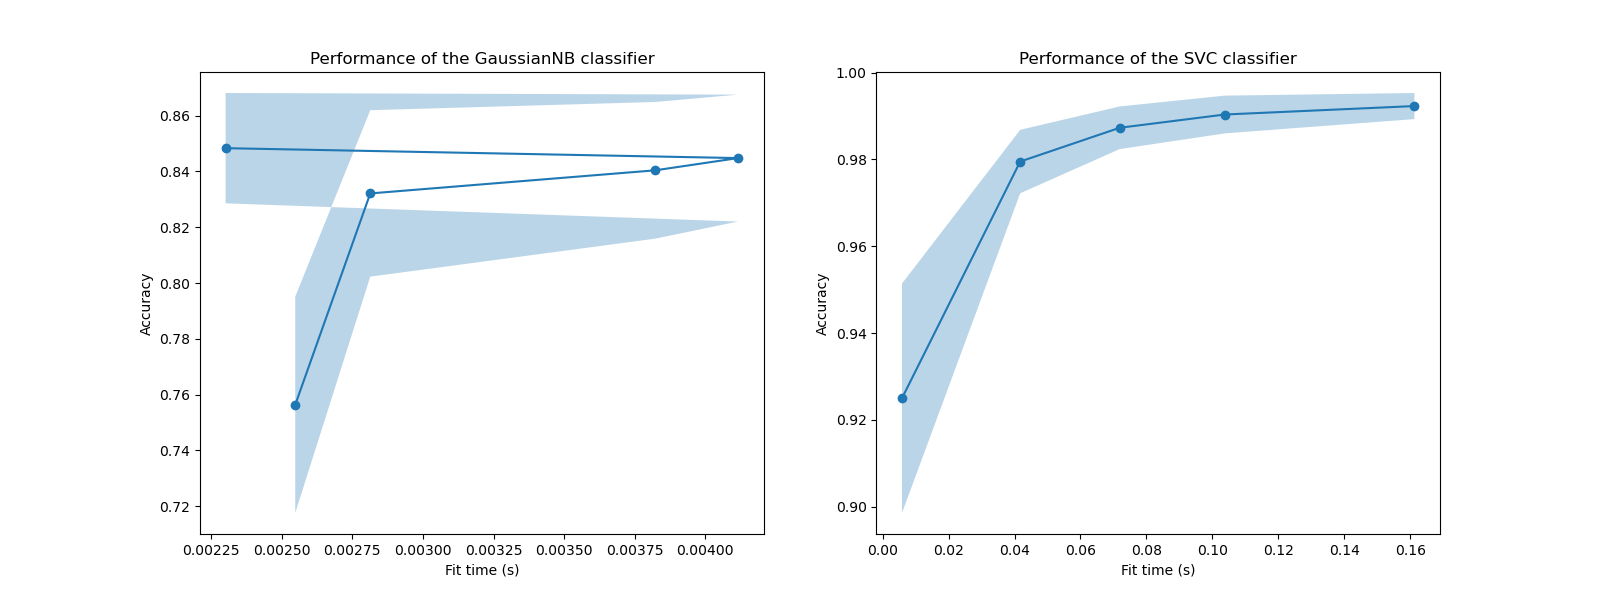 Performance of the GaussianNB classifier
Accuracy
0.86
0.84
0.82
0.80
0.78
0.76
0.74
0.72
0.00225 0.00250 0.00275 0.00300 0.00325 0.00350 0.00375 0.00400
Fit time (s)
Performance of the SVC classifier
Accuracy
1.00
0.98
0.96
0.94
0.92
0.90
0.00 0.02 0.04 0.06 0.08 0.10 0.12 0.14 0.16
Fit time (s)